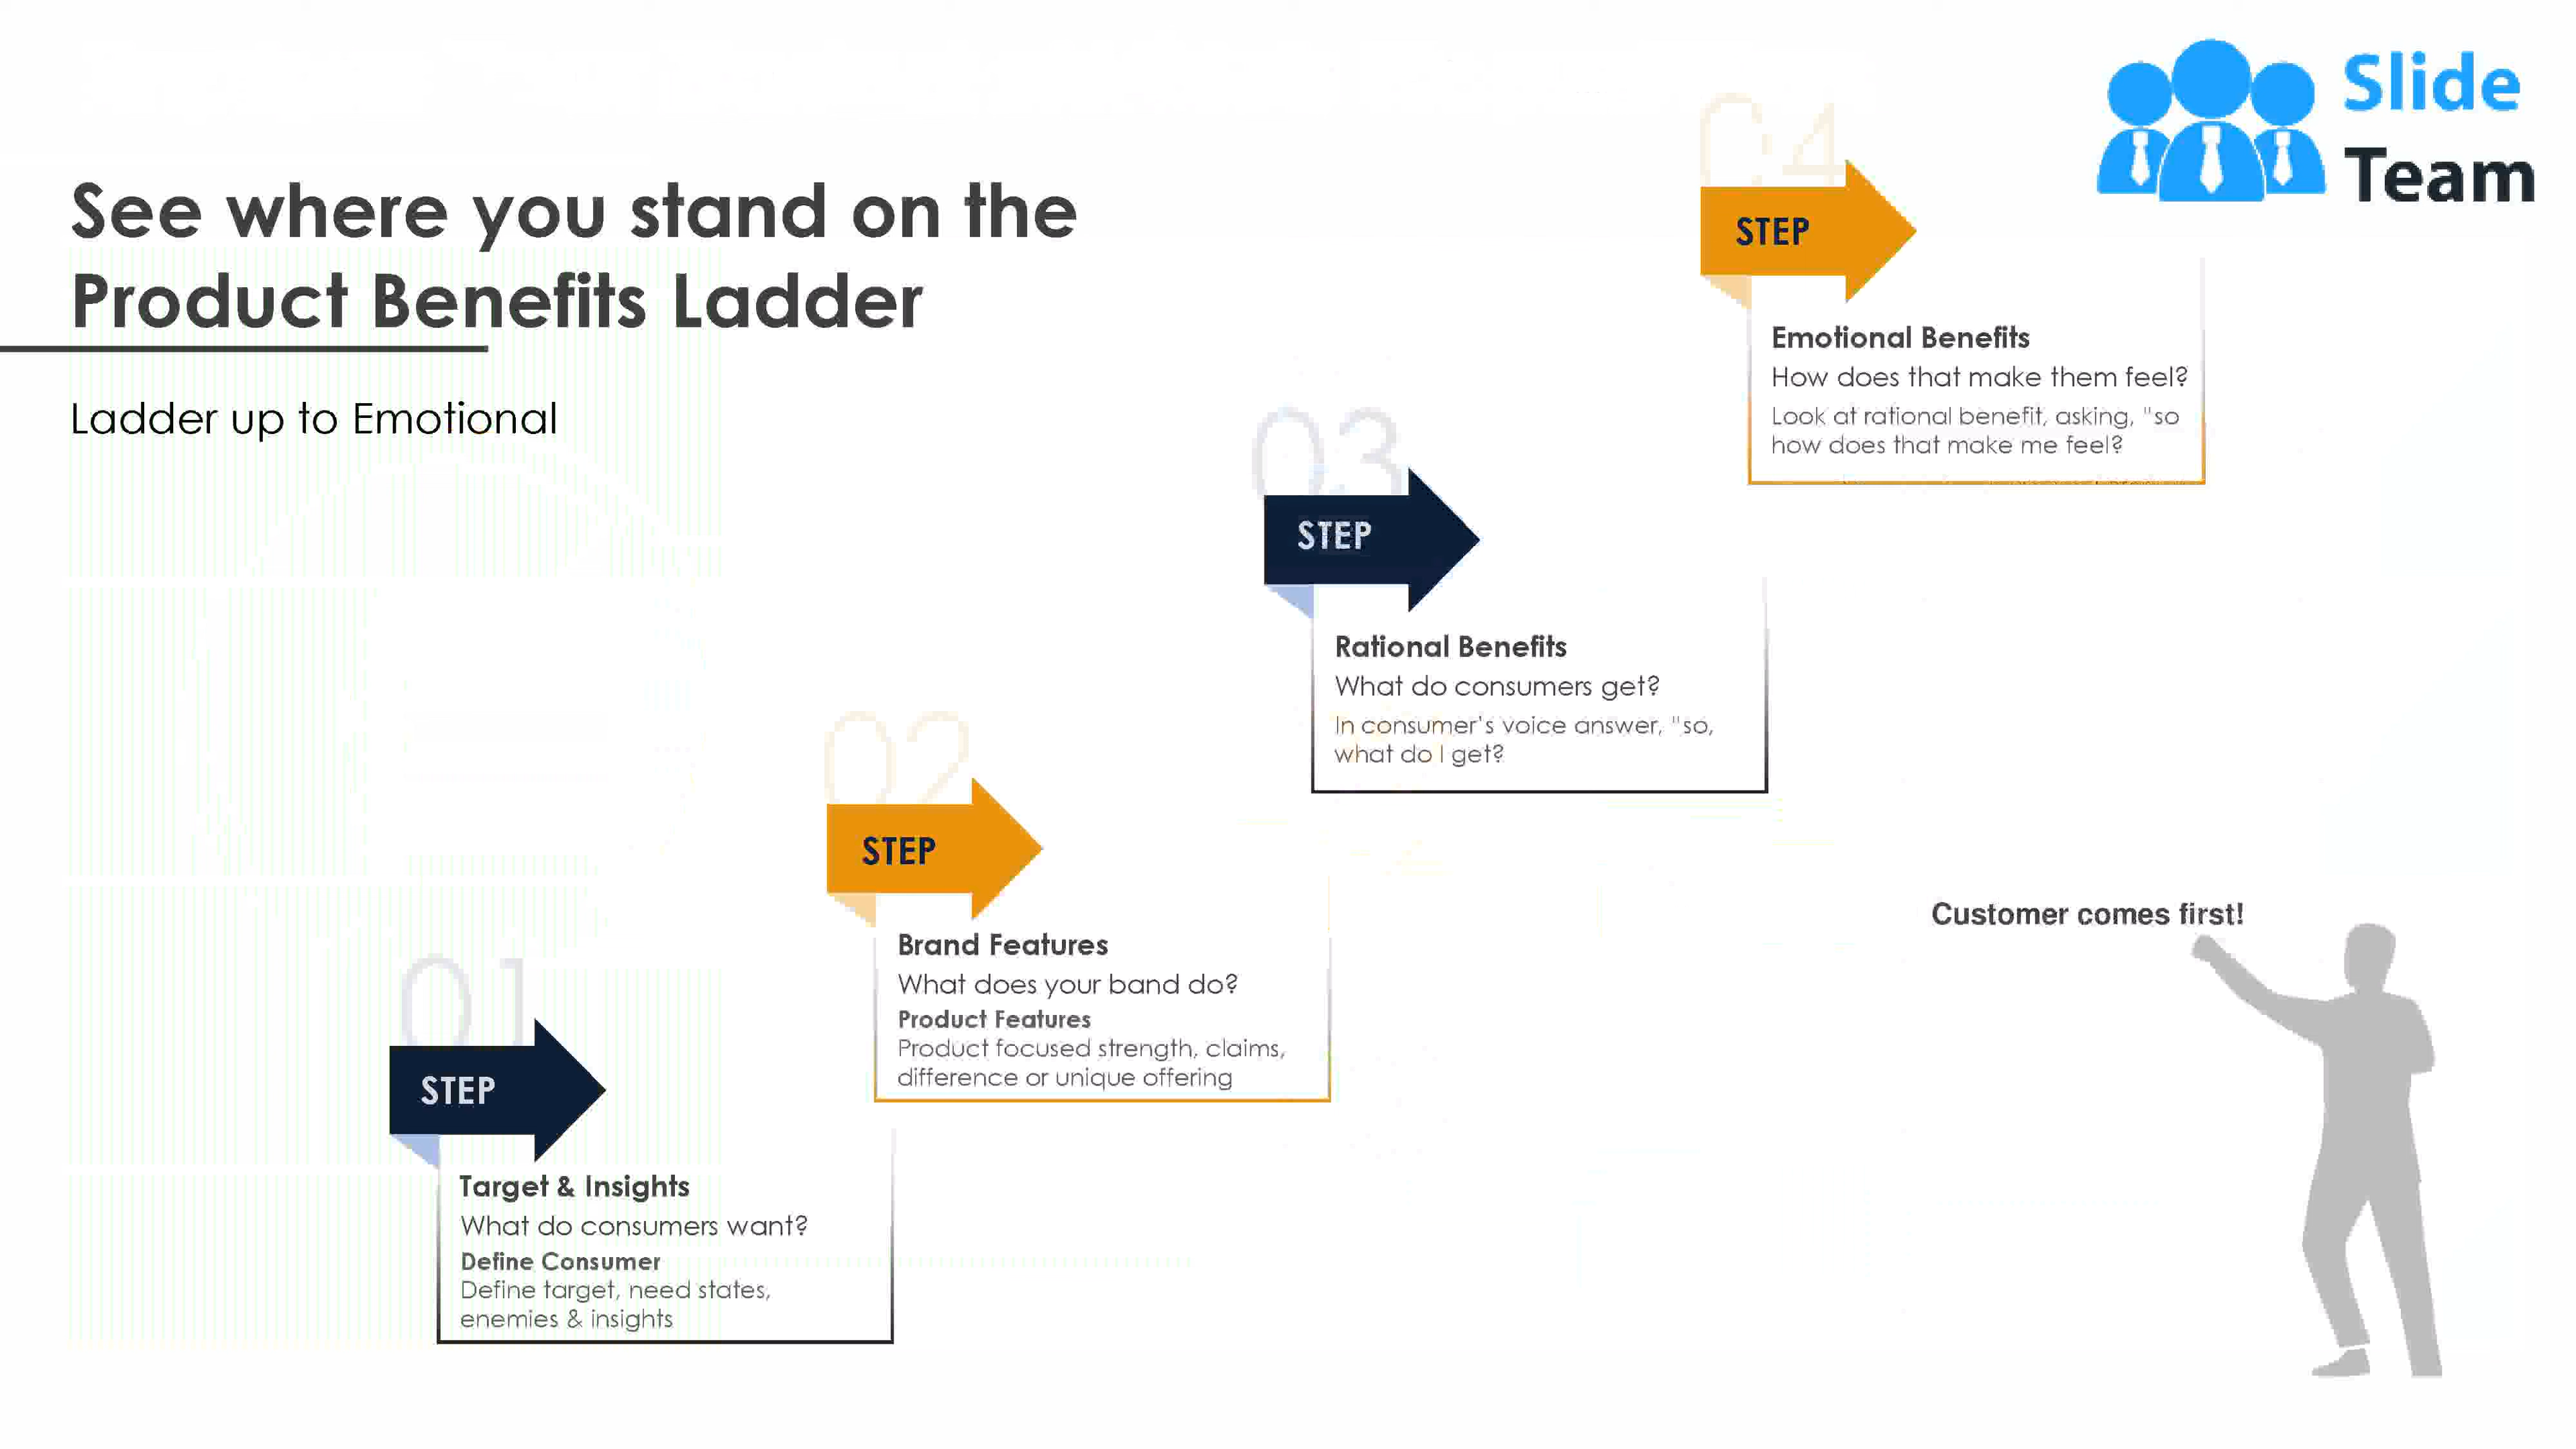 See where you stand on the
Product Benefits Ladder
Ladder up to Emotional
Slide
Team
01
STEP
Target & Insights
What do consumers want?
Define Consumer
Define target, need states,
enemies & insights
02
STEP
Brand Features
What does your band do?
Product Features
Product focused strength, claims,
difference or unique offering
03
STEP
Rational Benefits
What do consumers get?
In consumer's voice answer, "so,
what do I get?
04
STEP
Emotional Benefits
How does that make them feel?
Look at rational benefit, asking, "so
how does that make me feel?
Customer comes first!